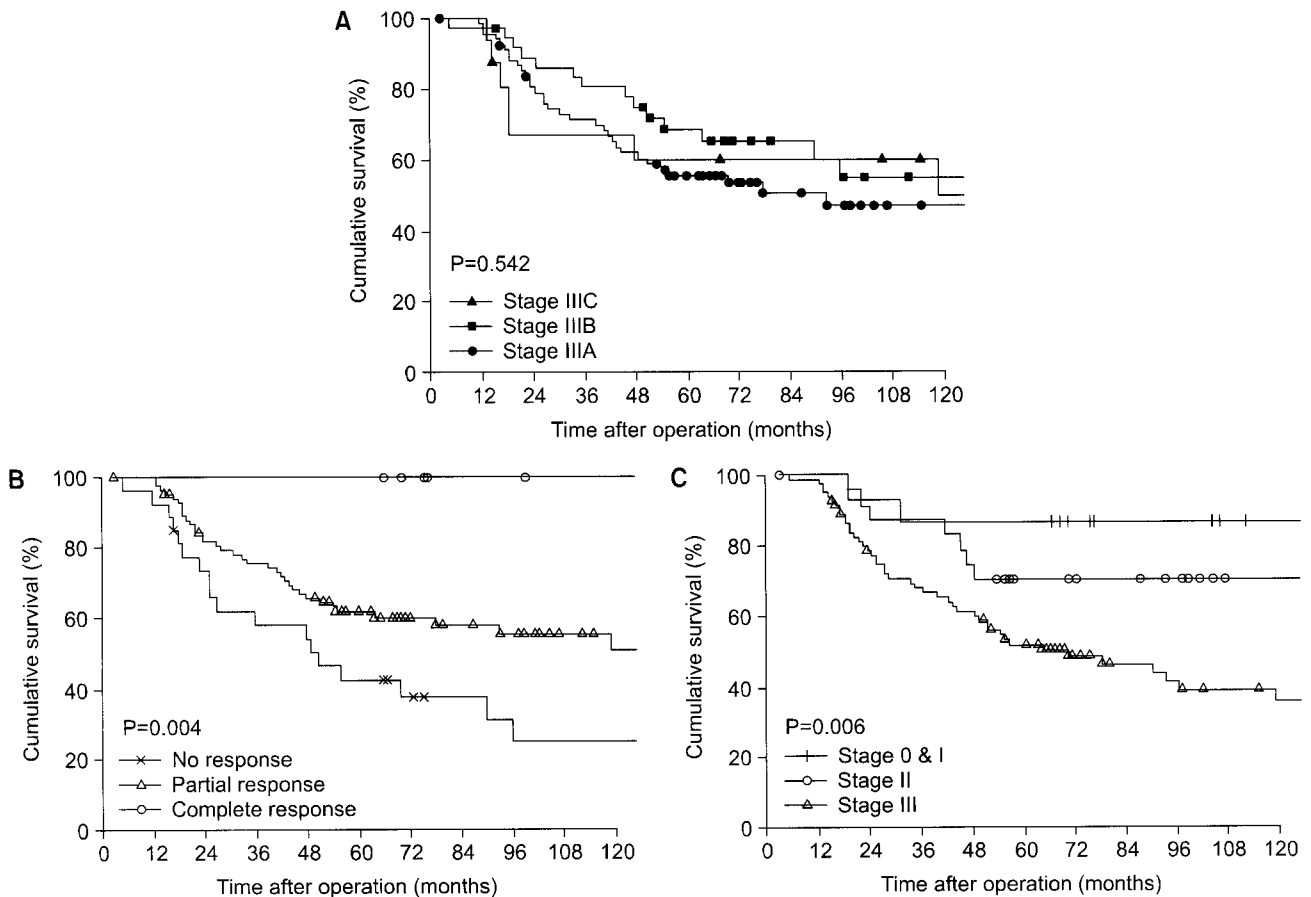 A
Cumulative survival (%)
100
80
60
40
20
0
P=0.542
Stage IIIC
Stage IIIB
Stage IIIA
0 12 24 36 48 60 72 84 96 108 120
Time after operation (months)
B
Cumulative survival (%)
100
80
60
40
20
0
P=0.004
No response
Partial response
Complete response
0 12 24 36 48 60 72 84 96 108 120
Time after operation (months)
C
Cumulative survival (%)
100
80
60
40
20
0
P=0.006
Stage 0 & I
Stage II
Stage III
0 12 24 36 48 60 72 84 96 108 120
Time after operation (months)